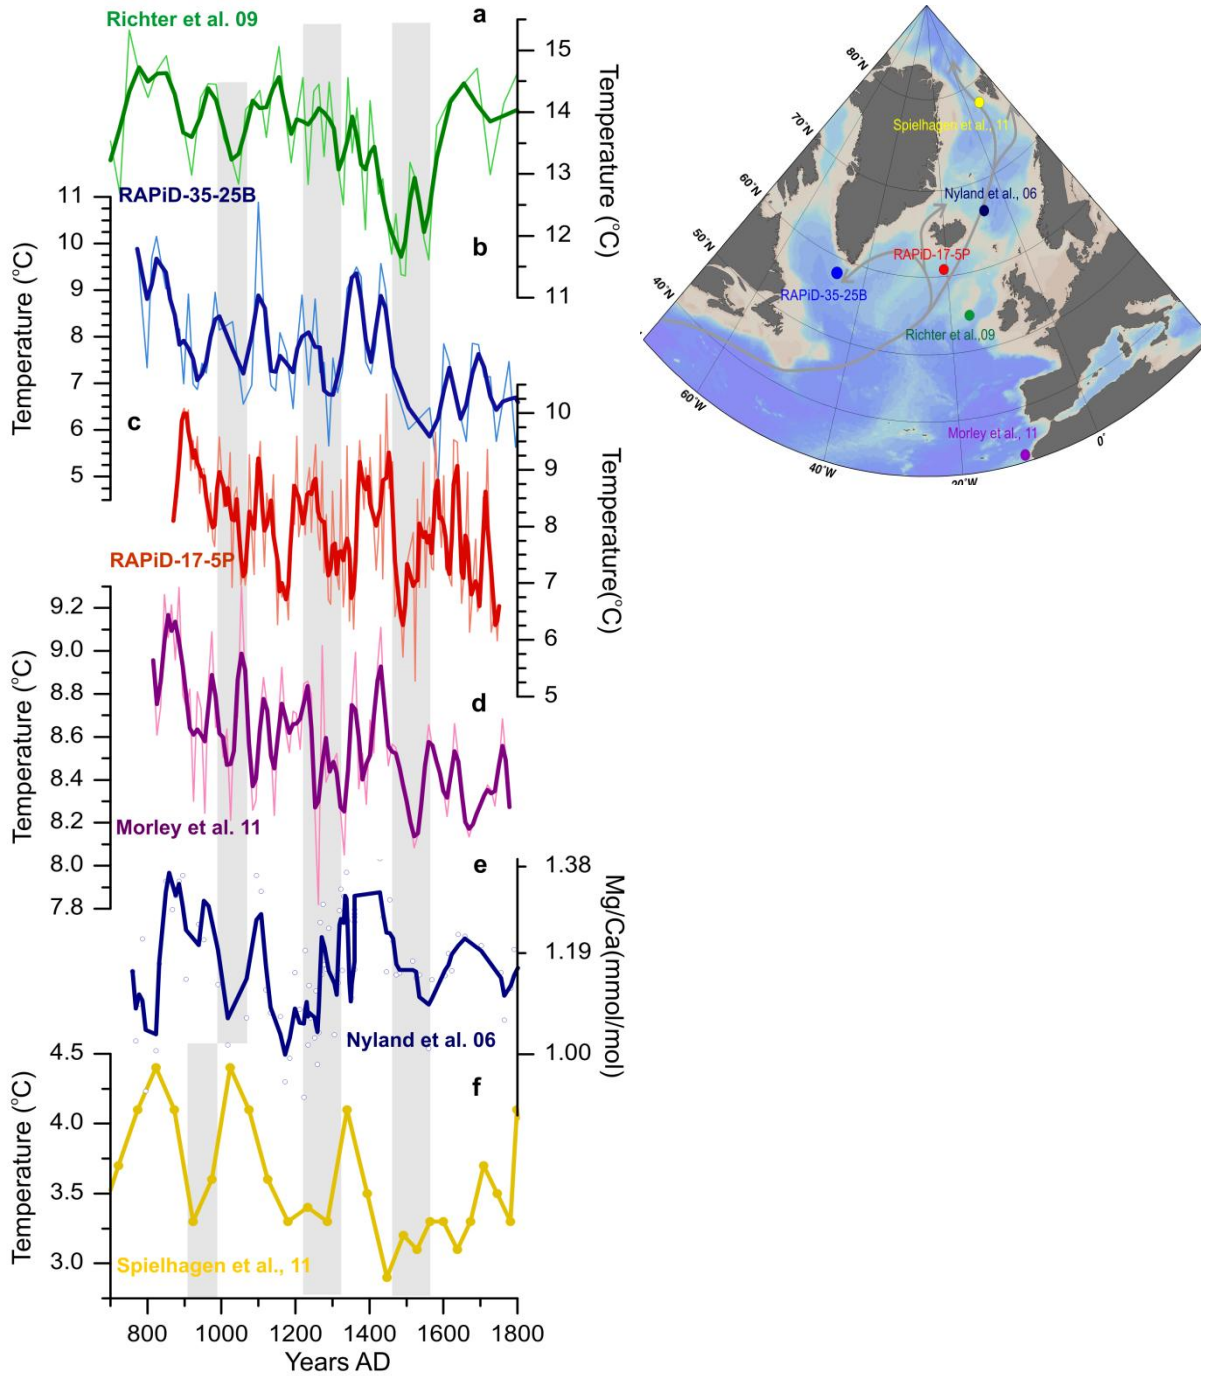 Richter et al. 09
a
15
14
13
12
11
Temperature (°C)
RAPiD-35-25B
b
11
10
9
8
7
6
5
Temperature (°C)
c
10
9
8
7
6
5
Temperature(°C)
RAPiD-17-5P
9.2
9.0
8.8
8.6
8.4
8.2
8.0
7.8
Temperature (°C)
d
Morley et al. 11
e
1.38
1.19
1.00
Mg/Ca(mmol/mol)
Nyland et al. 06
4.5
4.0
3.5
3.0
Temperature (°C)
f
Spielhagen et al., 11
800 1000 1200 1400 1600 1800
Years AD
80°N
70°N
60°N
50°N
40°N
60°W
40°W
20°W
0°
Spielhagen et al., 11
Nyland et al., 06
RAPiD-17-5P
RAPiD-35-25B
Richter et al.,09
Morley et al., 11